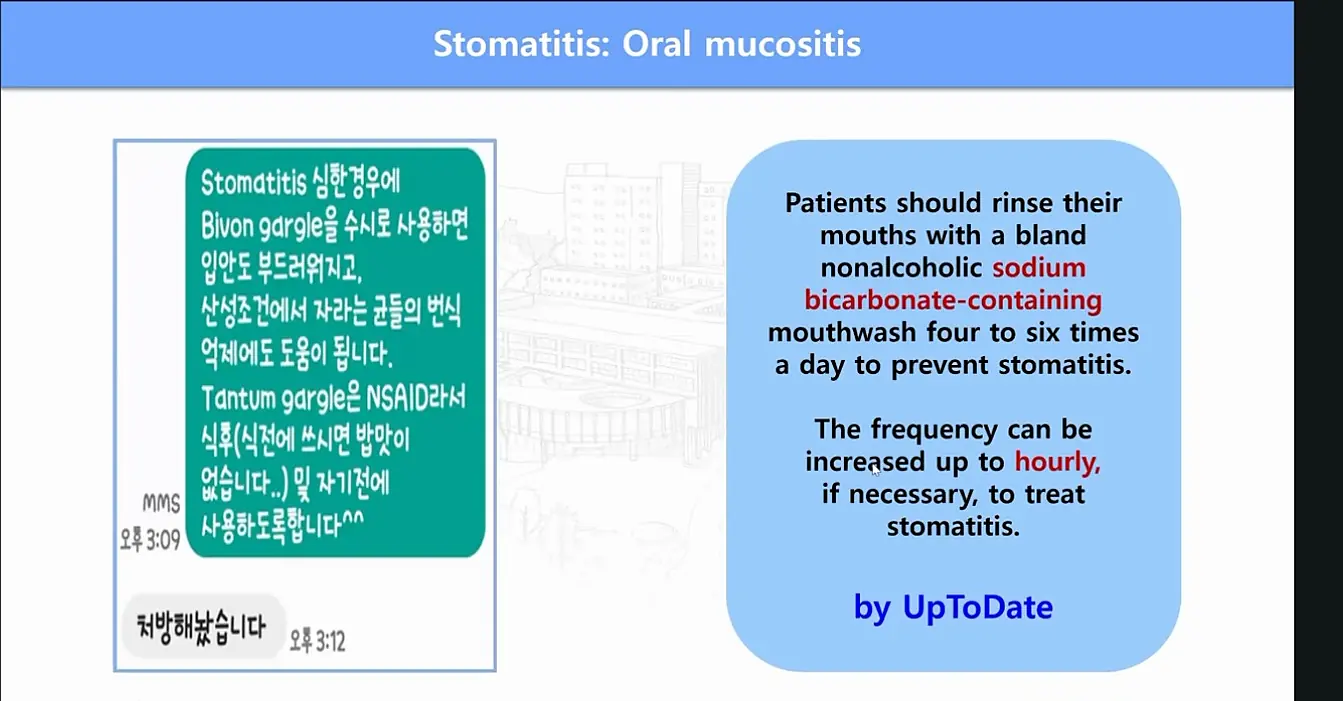 Stomatitis: Oral mucositis
Stomatitis 심한경우에
Bivon gargle을 수시로 사용하면
입안도 부드러워지고,
산성조건에서 자라는 균들의 번식
억제에도 도움이 됩니다.
Tantum gargle은 NSAID라서
식후(식전에 쓰시면 밥맛이
없습니다..) 및 자기전에
사용하도록합니다^^
MMS
오후 3:09
처방해놨습니다
오후 3:12
Patients should rinse their
mouths with a bland
nonalcoholic sodium
bicarbonate-containing
mouthwash four to six times
a day to prevent stomatitis.
The frequency can be
increased up to hourly,
if necessary, to treat
stomatitis.
by UpToDate